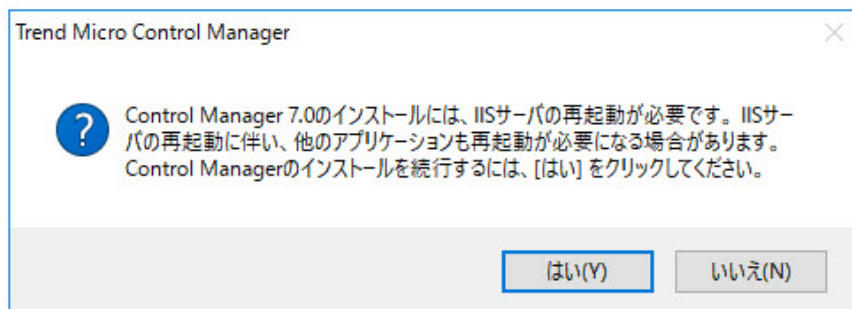 Trend Micro Control Manager
Control Manager 7.0のインストールには、IISサーバの再起動が必要です。IISサー
バの再起動に伴い、他のアプリケーションも再起動が必要になる場合があります。
Control Managerのインストールを続行するには、[はい] をクリックしてください。
はい(Y)
いいえ(N)